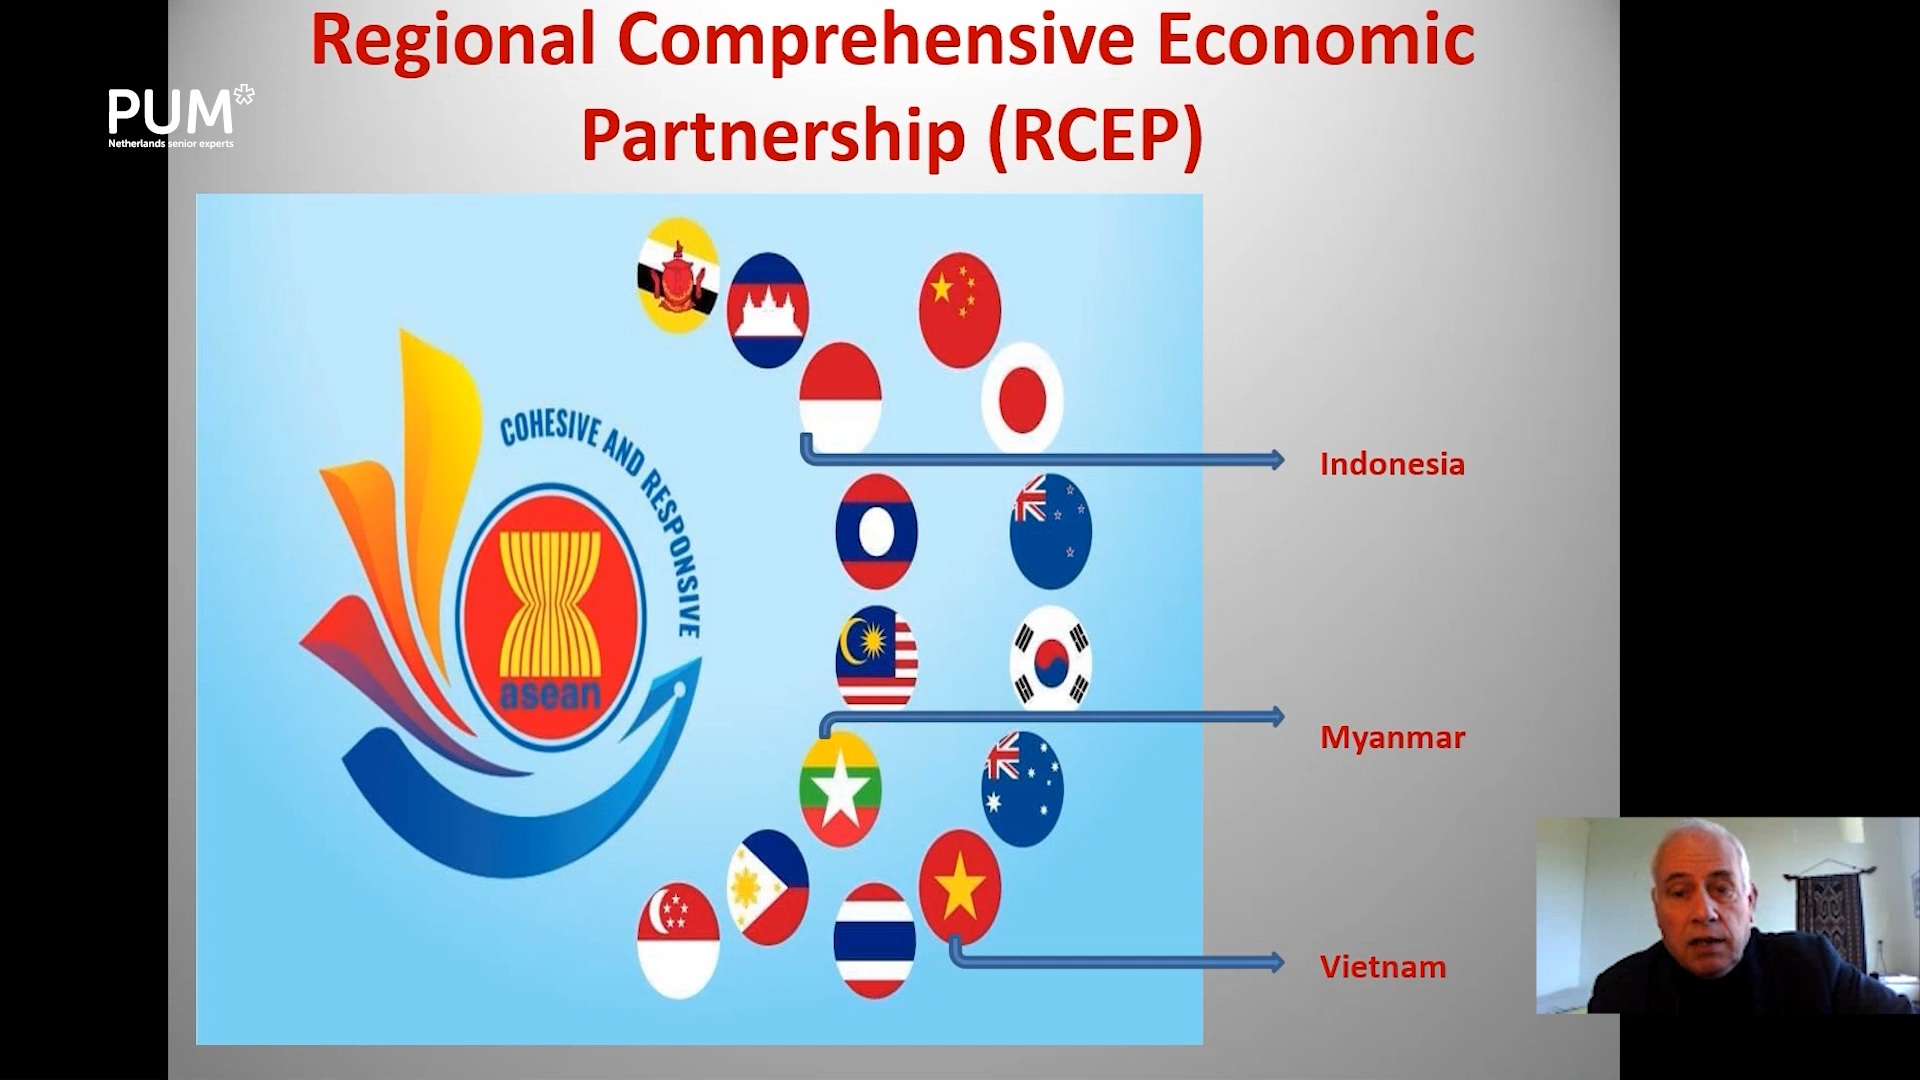 Regional Comprehensive Economic
Partnership (RCEP)
PUM
Netherlands senior experts
COHESIVE AND RESPONSIVE
asean
Indonesia
Myanmar
Vietnam